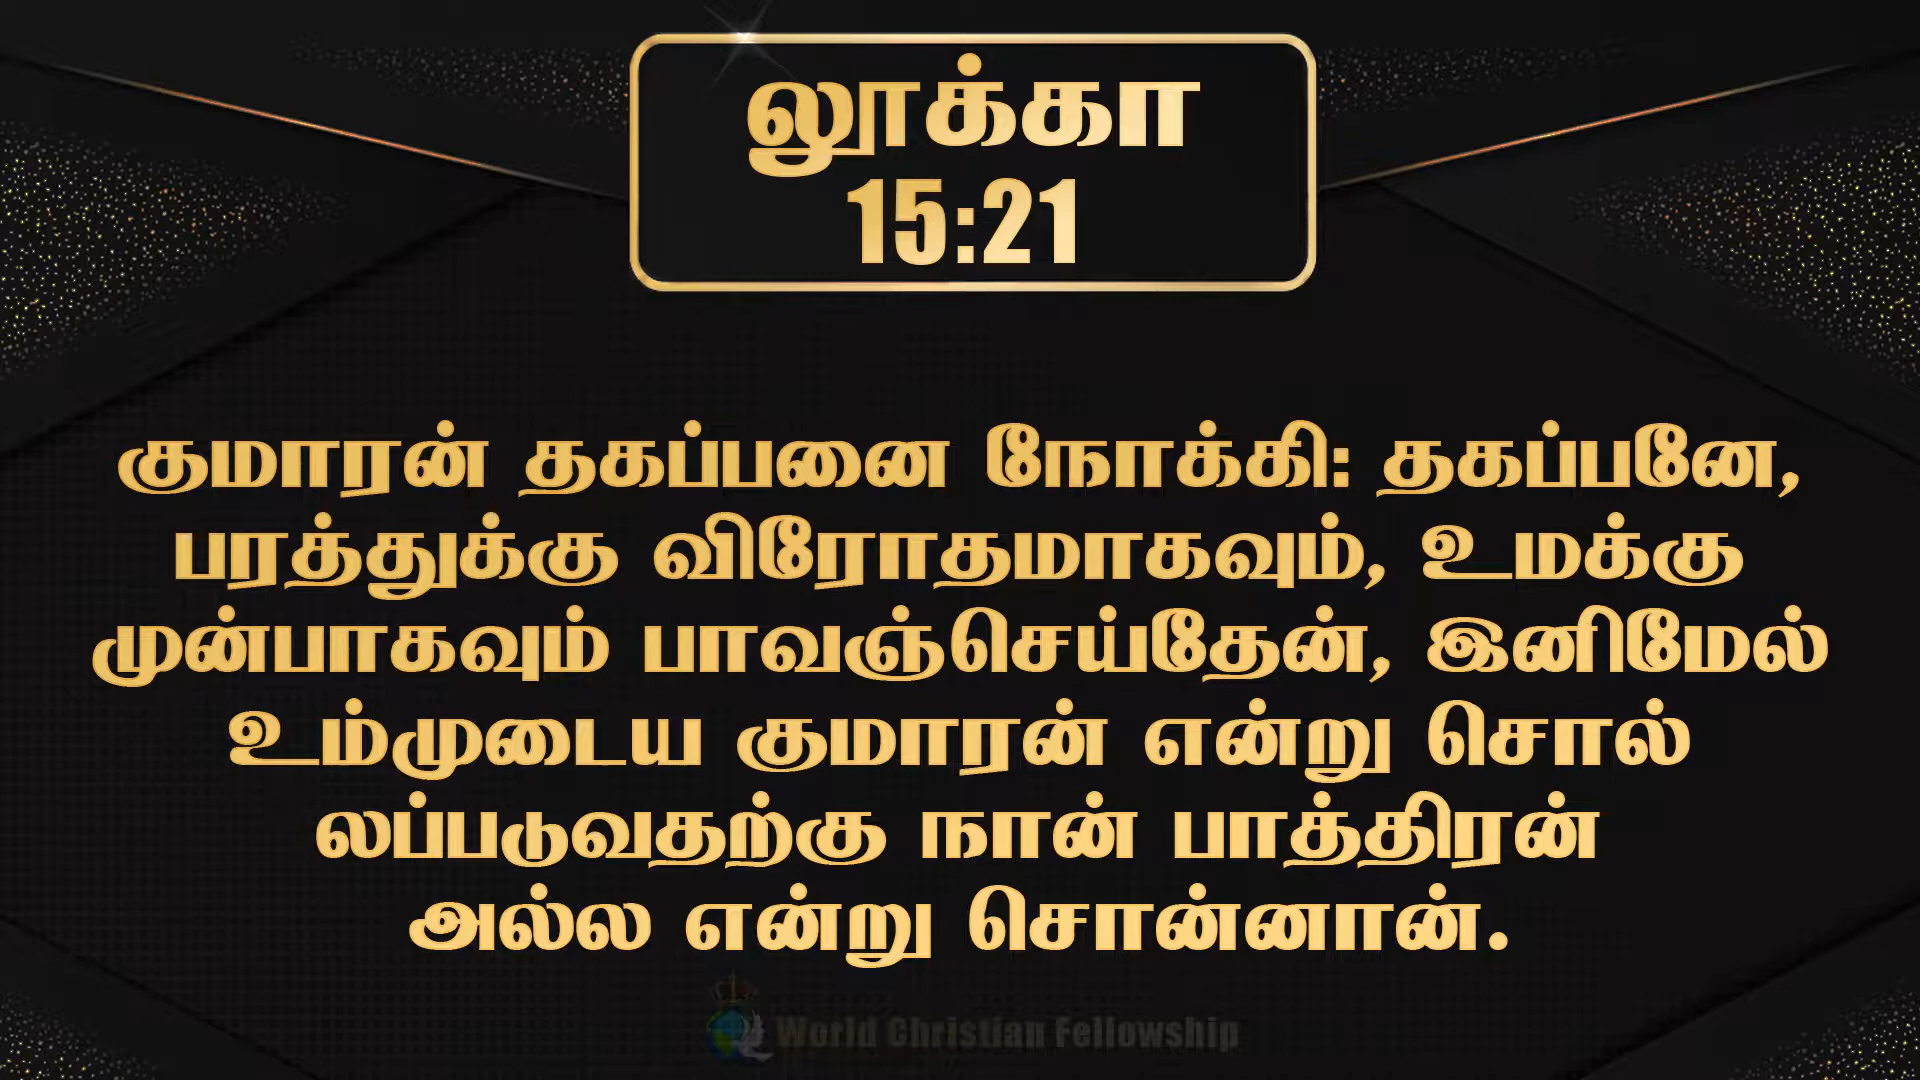 லூக்கா
15:21
குமாரன் தகப்பனை நோக்கி: தகப்பனே,
பரத்துக்கு விரோதமாகவும், உமக்கு
முன்பாகவும் பாவஞ்செய்தேன், இனிமேல்
உம்முடைய குமாரன் என்று சொல்
லப்படுவதற்கு நான் பாத்திரன்
அல்ல என்று சொன்னான்.
World Christian Fellowship